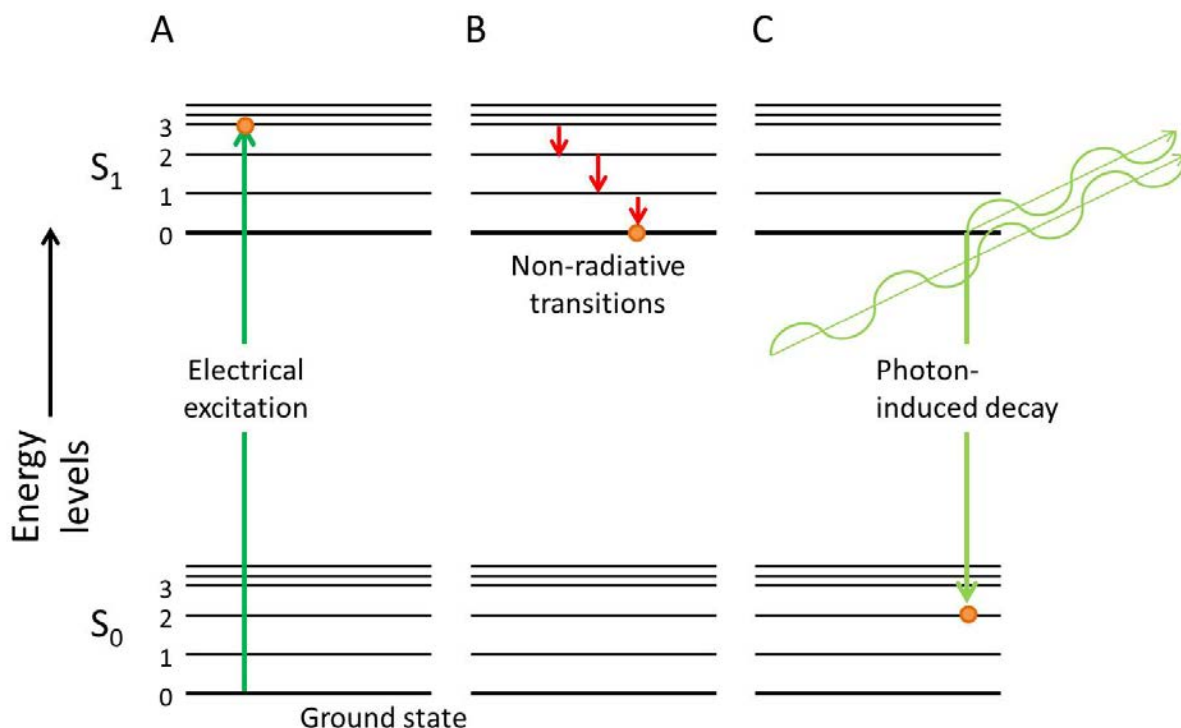 A
B
C
3
2
1
0
S1
Non-radiative
transitions
Electrical
excitation
Photon-
induced decay
Energy
levels
3
2
1
0
S0
Ground state